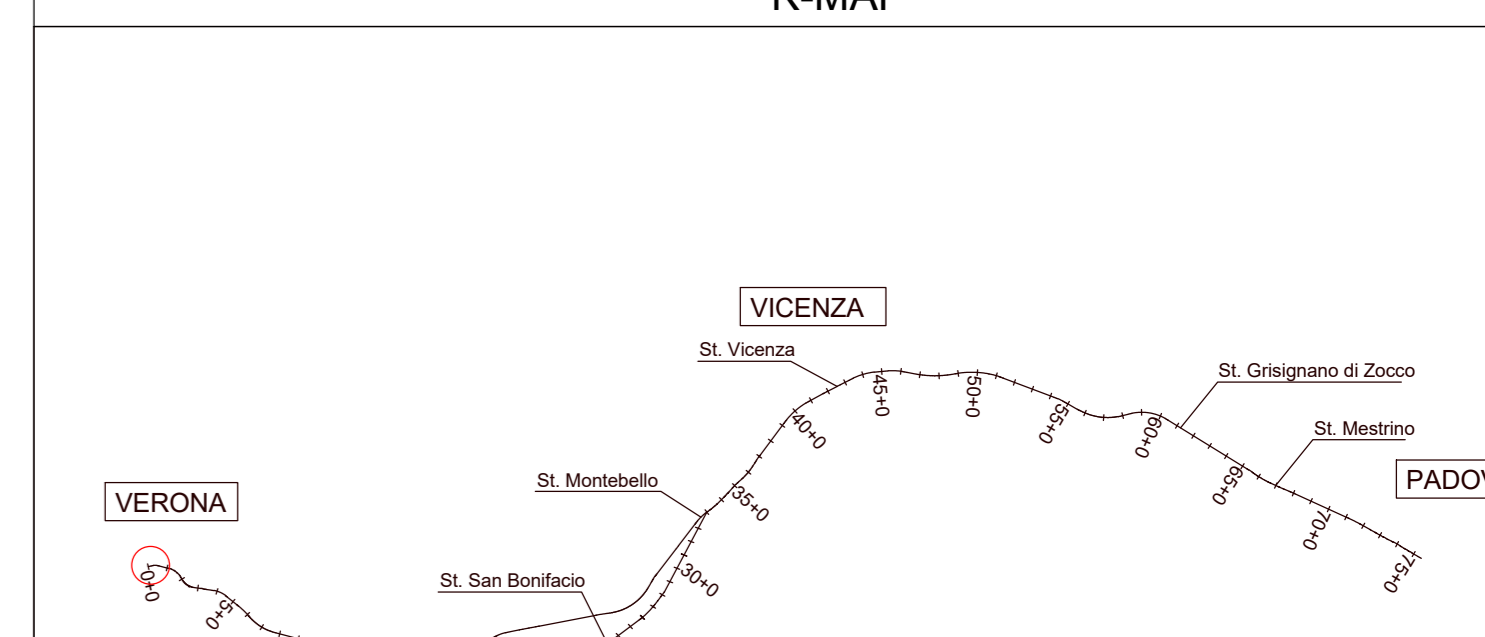 VICENZA
St. Vicenza
45+0
50+0
St. Grisignano di Zocco
55+0
60+0
40+0
St. Mestrino
St. Montebello
65+0
VERONA
35+0
70+0
0+0
St. San Bonifacio
30+0
75+0
5+0